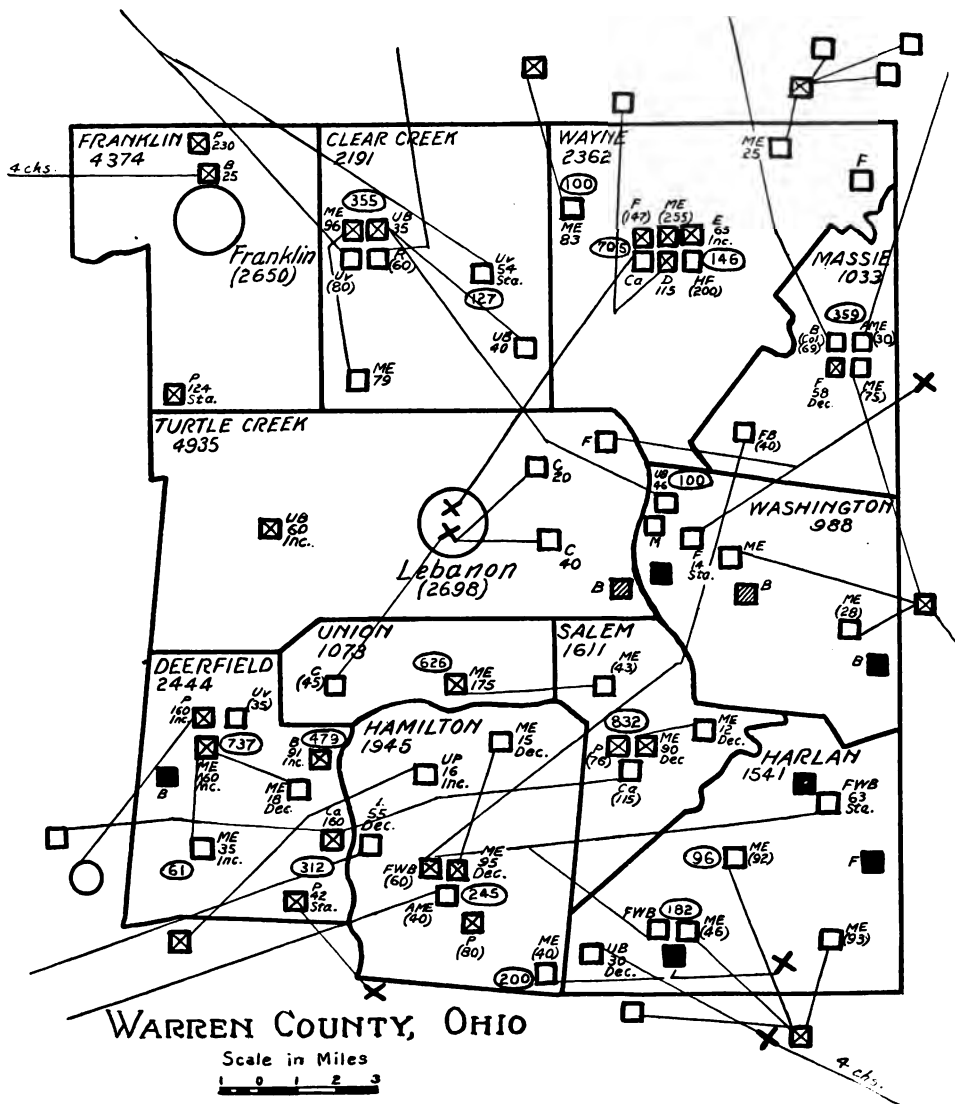 4 chs.
FRANKLIN
4374
P
230
B
25
Franklin
(2650)
P
124
Sta.
CLEAR CREEK
2191
355
ME
96
UB
35
Uv
(80)
(60)
Uv
54
Sta.
127
UB
40
ME
79
WAYNE
2362
100
ME
83
ME
25
F
F
(147)
ME
(255)
E
65
Inc.
705
146
Ca
D
115
HF
(200)
MASSIE
1033
359
B
(Col)
(69)
AME
(30)
F
58
Dec.
ME
(75)
FB
(40)
TURTLE CREEK
4935
F
C
20
UB
60
Inc.
C
40
Lebanon
(2698)
B
WASHINGTON
988
UB
46
100
M
F
14
Sta.
ME
B
ME
(28)
B
UNION
1073
C
(45)
626
ME
175
SALEM
1611
ME
(43)
832
P
(76)
ME
90
Dec
ME
12
Dec.
Ca
(115)
DEERFIELD
2444
P
160
Inc.
Uv
(35)
737
ME
160
Inc.
479
B
91
Inc.
B
ME
18
Dec.
Ca
160
ME
35
Inc.
61
312
P
42
Sta.
HAMILTON
1945
ME
15
Dec.
UP
16
Inc.
55
Dec.
FWB
(60)
ME
95
Dec.
AME
(40)
245
P
(80)
ME
(40)
200
HARLAN
1541
FWB
63
Sta.
96
ME
(92)
F
FWB
182
ME
(46)
UB
30
Dec.
ME
(93)
4 chs.
WARREN COUNTY, OHIO
Scale in Miles
1 0 1 2 3